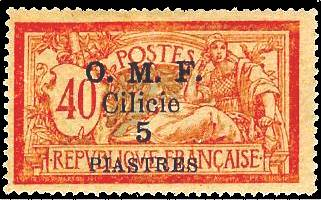 POSTES
O. M. F.
40 Cilicie
5
REPUBLIQUE FRANÇAISE
PIASTRES